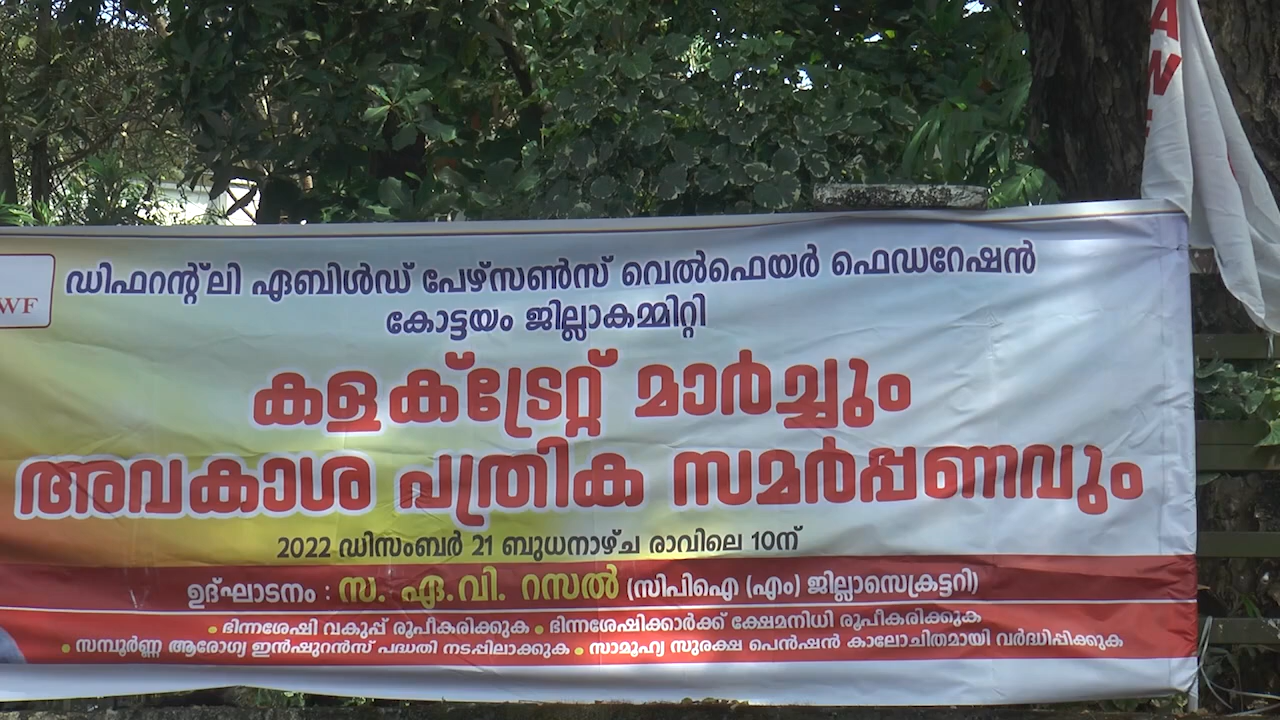 WF
ഡിഫറന്റ്ലി ഏബിൾഡ് പേഴ്സൺസ് വെൽഫെയർ ഫെഡറേഷൻ
കോട്ടയം ജില്ലാകമ്മിറ്റി
കളക്ട്രേറ്റ് മാർച്ചും
അവകാശ പത്രിക സമർപ്പണവും
2022 ഡിസംബർ 21 ബുധനാഴ്ച രാവിലെ 10ന്
ഉദ്ഘാടനം : സ. ഏ.വി. റസൽ (സിപിഐ (എം) ജില്ലാസെക്രട്ടറി)
• ഭിന്നശേഷി വകുപ്പ് രൂപീകരിക്കുക • ഭിന്നശേഷിക്കാർക്ക് ക്ഷേമനിധി രൂപീകരിക്കുക
• സമ്പൂർണ്ണ ആരോഗ്യ ഇൻഷുറൻസ് പദ്ധതി നടപ്പിലാക്കുക • സാമൂഹ്യ സുരക്ഷ പെൻഷൻ കാലോചിതമായി വർദ്ധിപ്പിക്കുക